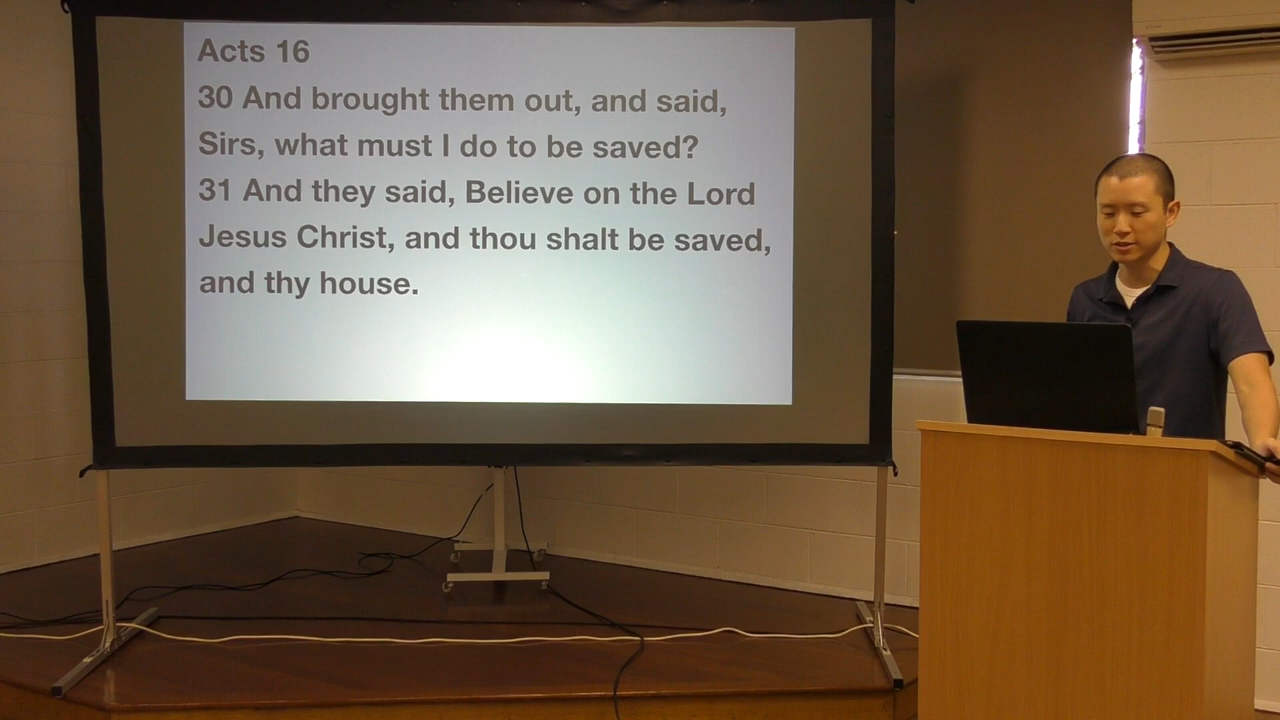 Acts 16
30 And brought them out, and said,
Sirs, what must I do to be saved?
31 And they said, Believe on the Lord
Jesus Christ, and thou shalt be saved,
and thy house.